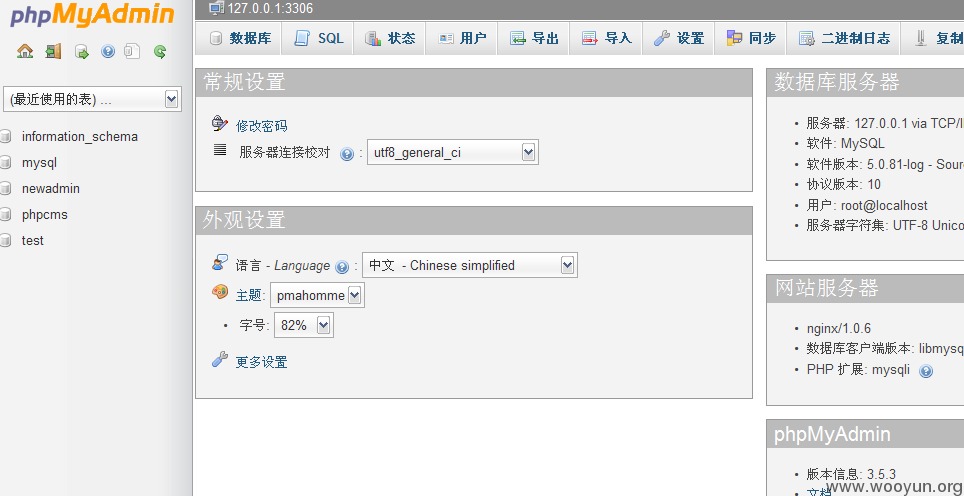 phpMyAdmin
(最近使用的表) ...
information_schema
mysql
newadmin
phpcms
test
127.0.0.1:3306
数据库 SQL 状态 用户 导出 导入 设置 同步 二进制日志 复制
常规设置
修改密码
服务器连接校对 : utf8_general_ci
外观设置
语言 - Language : 中文 - Chinese simplified
主题: pmahomme
字号: 82%
更多设置
数据库服务器
服务器: 127.0.0.1 via TCP/I
软件: MySQL
软件版本: 5.0.81-log - Sour
协议版本: 10
用户: root@localhost
服务器字符集: UTF-8 Unico
网站服务器
nginx/1.0.6
数据库客户端版本: libmysq
PHP 扩展: mysqli
phpMyAdmin
版本信息: 3.5.3
文档
www.wooyun.org